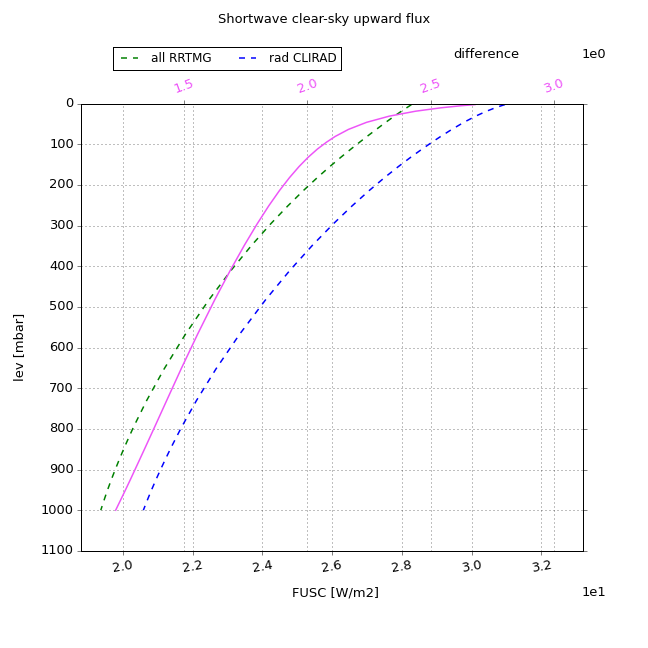 Shortwave clear-sky upward flux
all RRTMG rad CLIRAD difference 1e0
1.5 2.0 2.5 3.0
0
100
200
300
400
500
600
700
800
900
1000
1100
lev [mbar]
2.0 2.2 2.4 2.6 2.8 3.0 3.2
FUSC [W/m2] 1e1